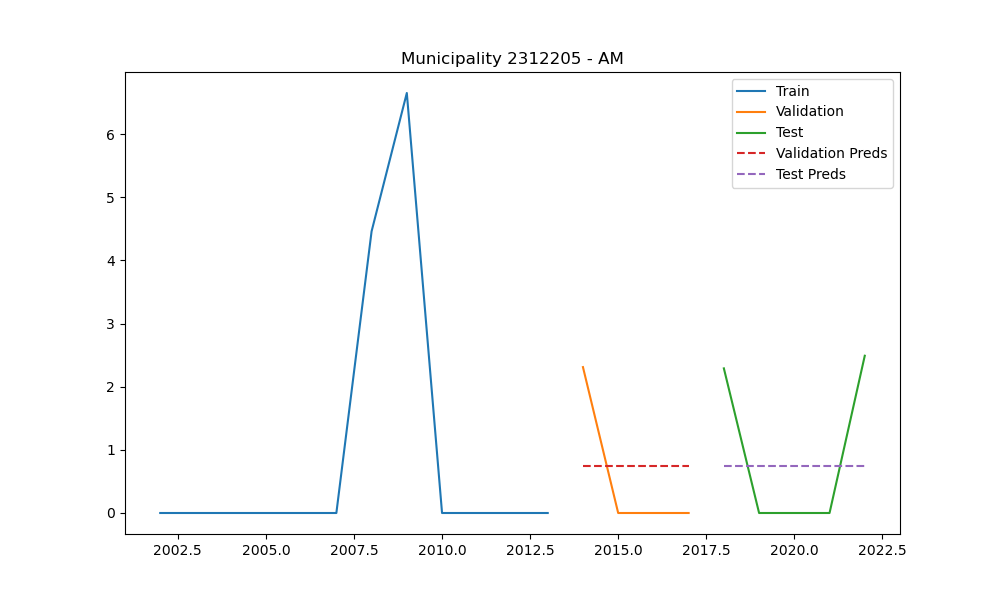 Municipality 2312205 - AM
Train
Validation
Test
Validation Preds
Test Preds
6
5
4
3
2
1
0
2002.5 2005.0 2007.5 2010.0 2012.5 2015.0 2017.5 2020.0 2022.5